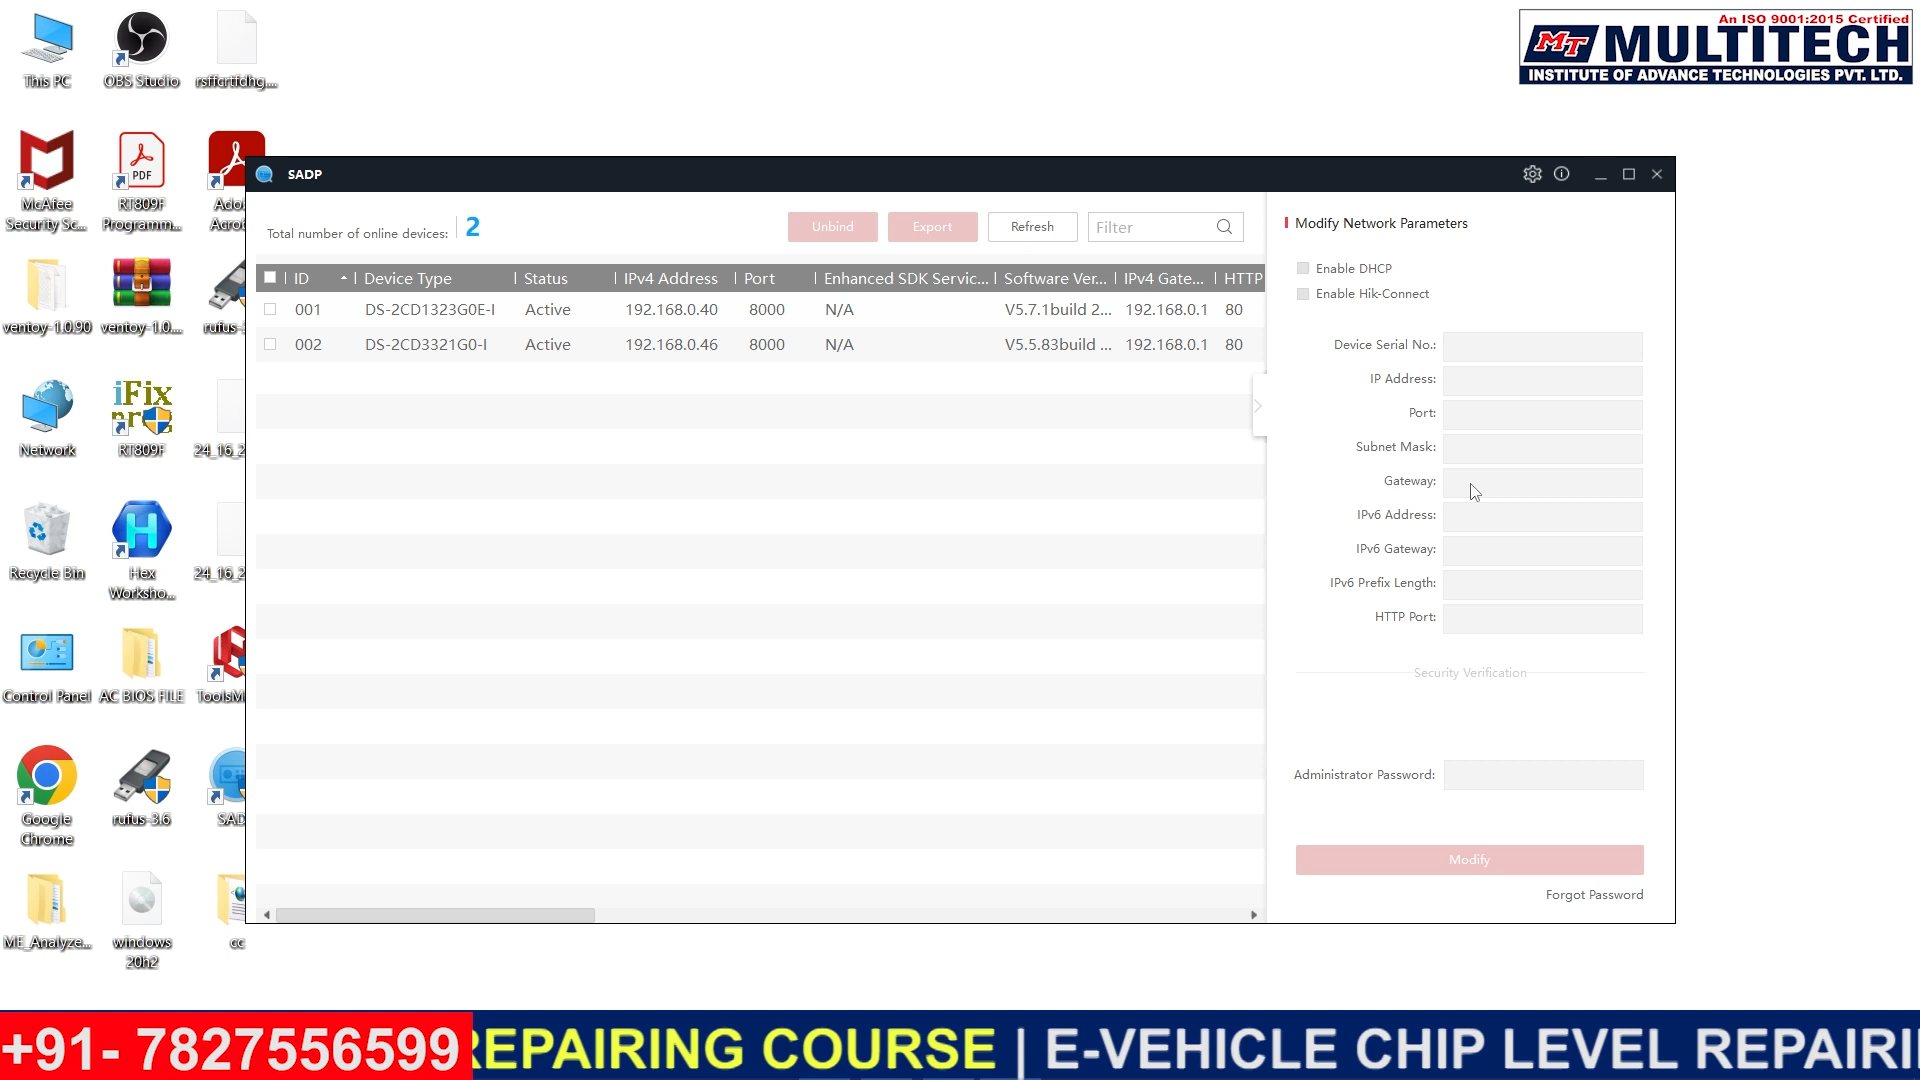 This PC
OBS Studio
rsffcrtfdhg....
An ISO 9001:2015 Certified
MT MULTITECH
INSTITUTE OF ADVANCE TECHNOLOGIES PVT. LTD.
McAfee
Security Sc...
PDF
RT809F
Programm...
Ado
Acro
ventoy-1.0.90
ventoy-1.0....
rufus-
Network
iFix
RT809F
24_16_2
Recycle Bin
Hex
Worksho...
24_16_2
Control Panel
AC BIOS FILE
ToolsM
Google
Chrome
rufus-3.6
SAD
ME_Analyze...
windows
20h2
cc
SADP
Total number of online devices: 2
Unbind
Export
Refresh
Filter
ID
Device Type
Status
IPv4 Address
Port
Enhanced SDK Servic...
Software Ver...
IPv4 Gate...
HTTP
001 DS-2CD1323G0E-I Active 192.168.0.40 8000 N/A V5.7.1build 2... 192.168.0.1 80
002 DS-2CD3321G0-I Active 192.168.0.46 8000 N/A V5.5.83build ... 192.168.0.1 80
Modify Network Parameters
Enable DHCP
Enable Hik-Connect
Device Serial No.:
IP Address:
Port:
Subnet Mask:
Gateway:
IPv6 Address:
IPv6 Gateway:
IPv6 Prefix Length:
HTTP Port:
Security Verification
Administrator Password:
Modify
Forgot Password
+91- 7827556599
REPAIRING COURSE | E-VEHICLE CHIP LEVEL REPAIRI